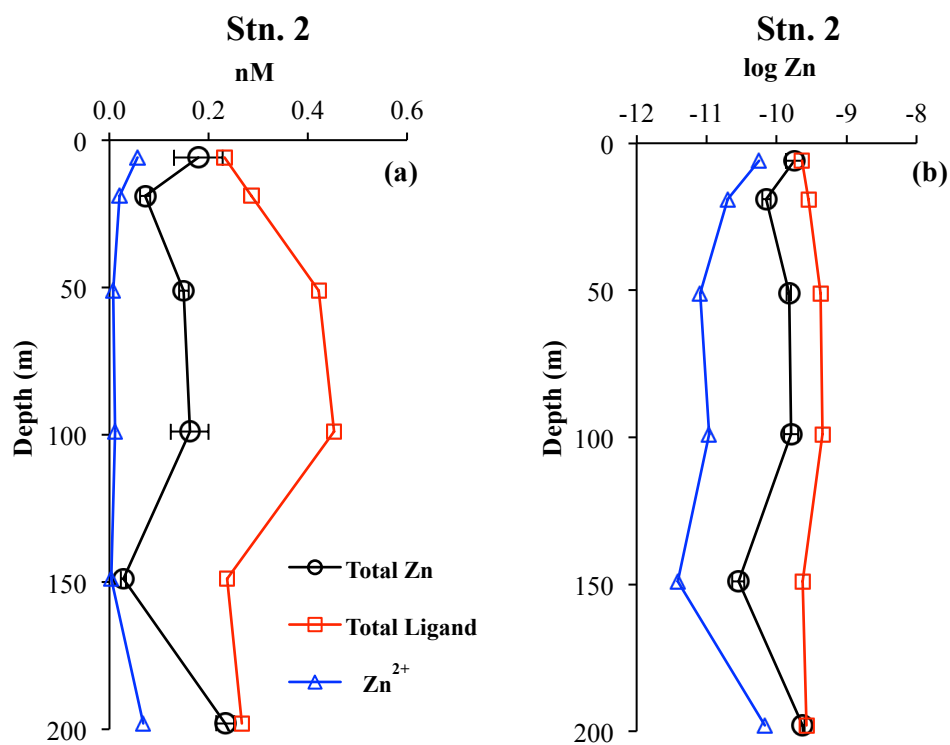 Stn. 2
nM
0.0 0.2 0.4 0.6
0
50
100
150
200
Depth (m)
(a)
Total Zn
Total Ligand
Zn2+
Stn. 2
log Zn
-12 -11 -10 -9 -8
0
50
100
150
200
Depth (m)
(b)